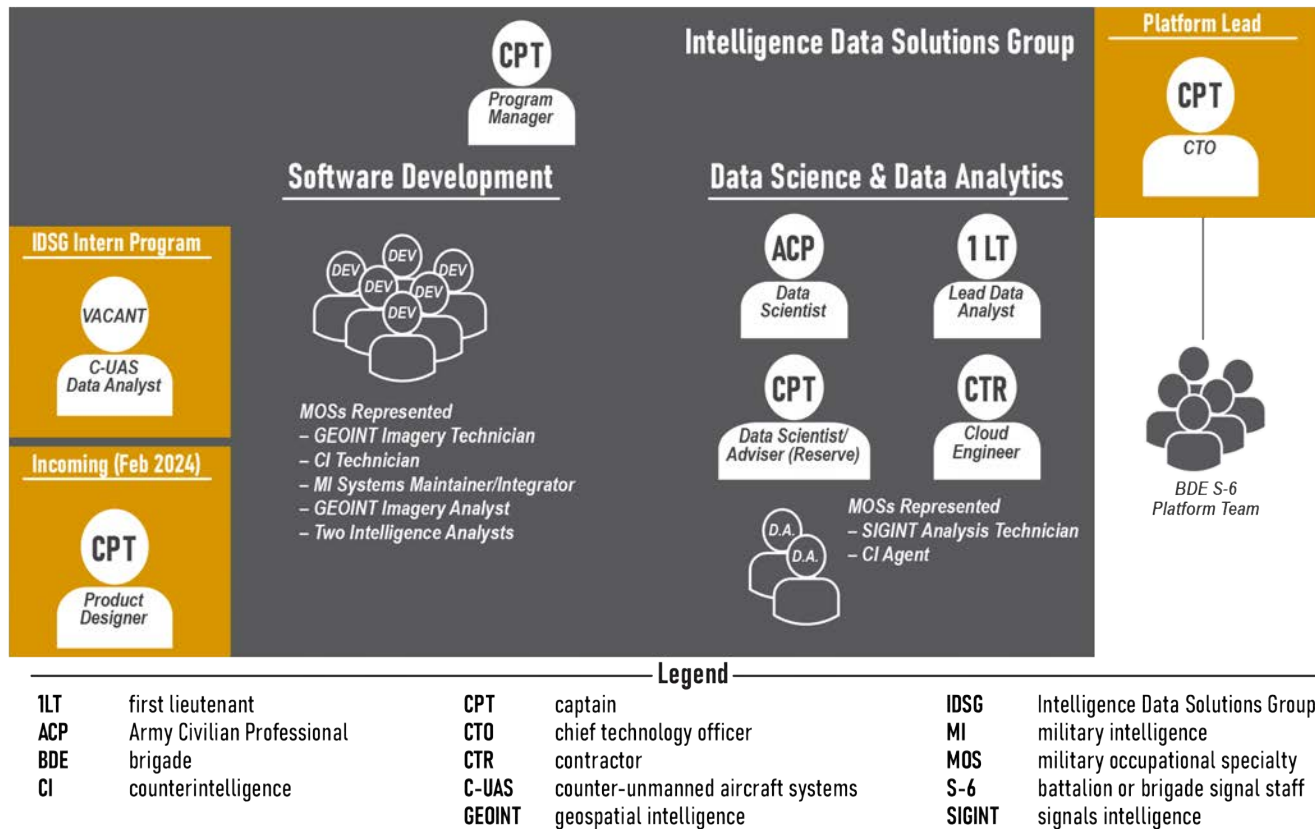 CPT
Program
Manager
Intelligence Data Solutions Group
Platform Lead
CPT
CTO
Software Development
DEV
DEV
DEV
DEV
DEV
DEV
MOSs Represented
– GEOINT Imagery Technician
– CI Technician
– MI Systems Maintainer/Integrator
– GEOINT Imagery Analyst
– Two Intelligence Analysts
Data Science & Data Analytics
ACP
Data
Scientist
1 LT
Lead Data
Analyst
CPT
Data Scientist/
Adviser (Reserve)
CTR
Cloud
Engineer
D.A.
D.A.
MOSs Represented
– SIGINT Analysis Technician
– CI Agent
IDSG Intern Program
VACANT
C-UAS
Data Analyst
Incoming (Feb 2024)
CPT
Product
Designer
BDE S-6
Platform Team
Legend
1LT first lieutenant
ACP Army Civilian Professional
BDE brigade
CI counterintelligence
CPT captain
CTO chief technology officer
CTR contractor
C-UAS counter-unmanned aircraft systems
GEOINT geospatial intelligence
IDSG Intelligence Data Solutions Group
MI military intelligence
MOS military occupational specialty
S-6 battalion or brigade signal staff
SIGINT signals intelligence